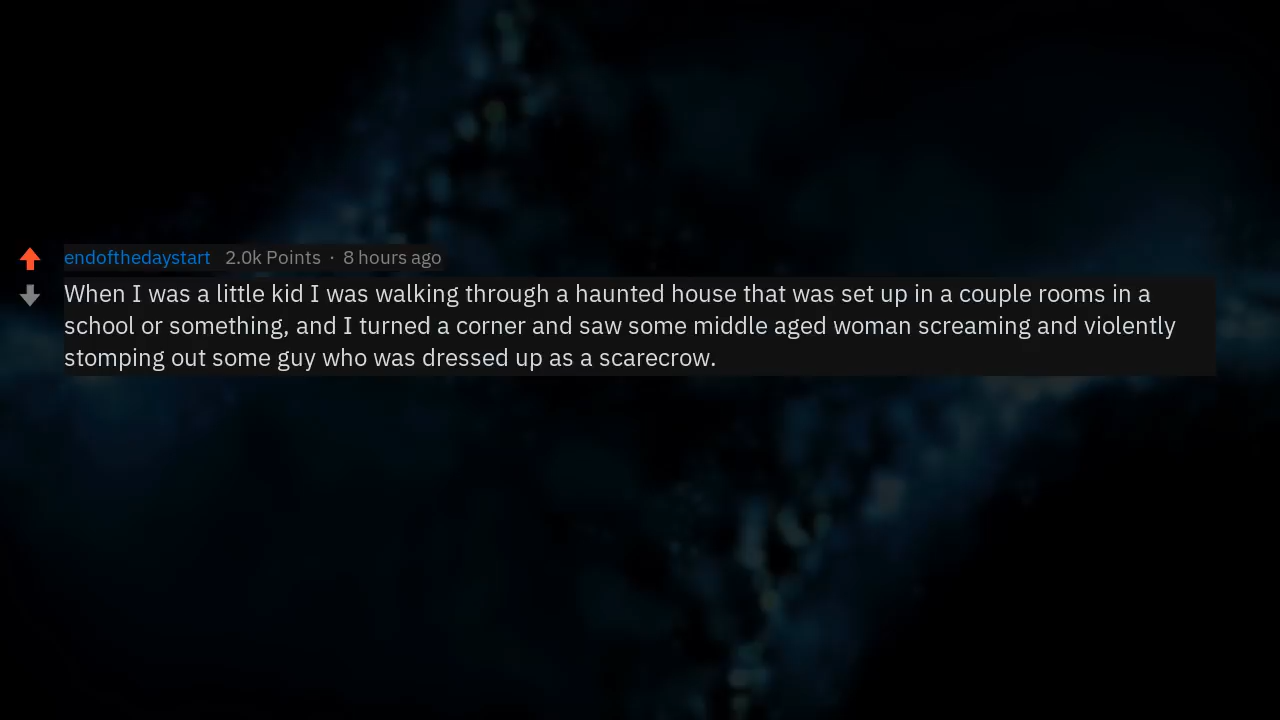 endofthedaystart 2.0k Points · 8 hours ago
When I was a little kid I was walking through a haunted house that was set up in a couple rooms in a
school or something, and I turned a corner and saw some middle aged woman screaming and violently
stomping out some guy who was dressed up as a scarecrow.